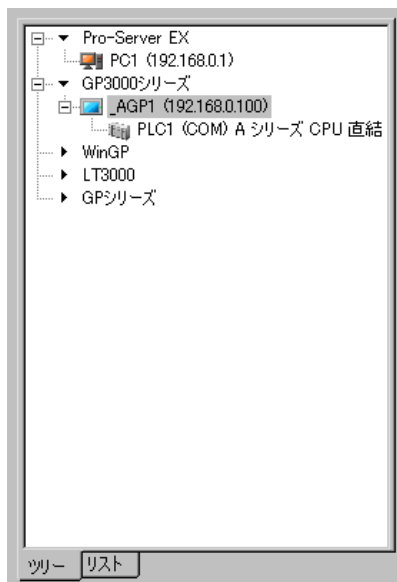 Pro-Server EX
PC1 (192.168.0.1)
GP3000シリーズ
_AGP1 (192.168.0.100)
PLC1 (COM) A シリーズ CPU 直結
WinGP
LT3000
GPシリーズ
ツリー リスト